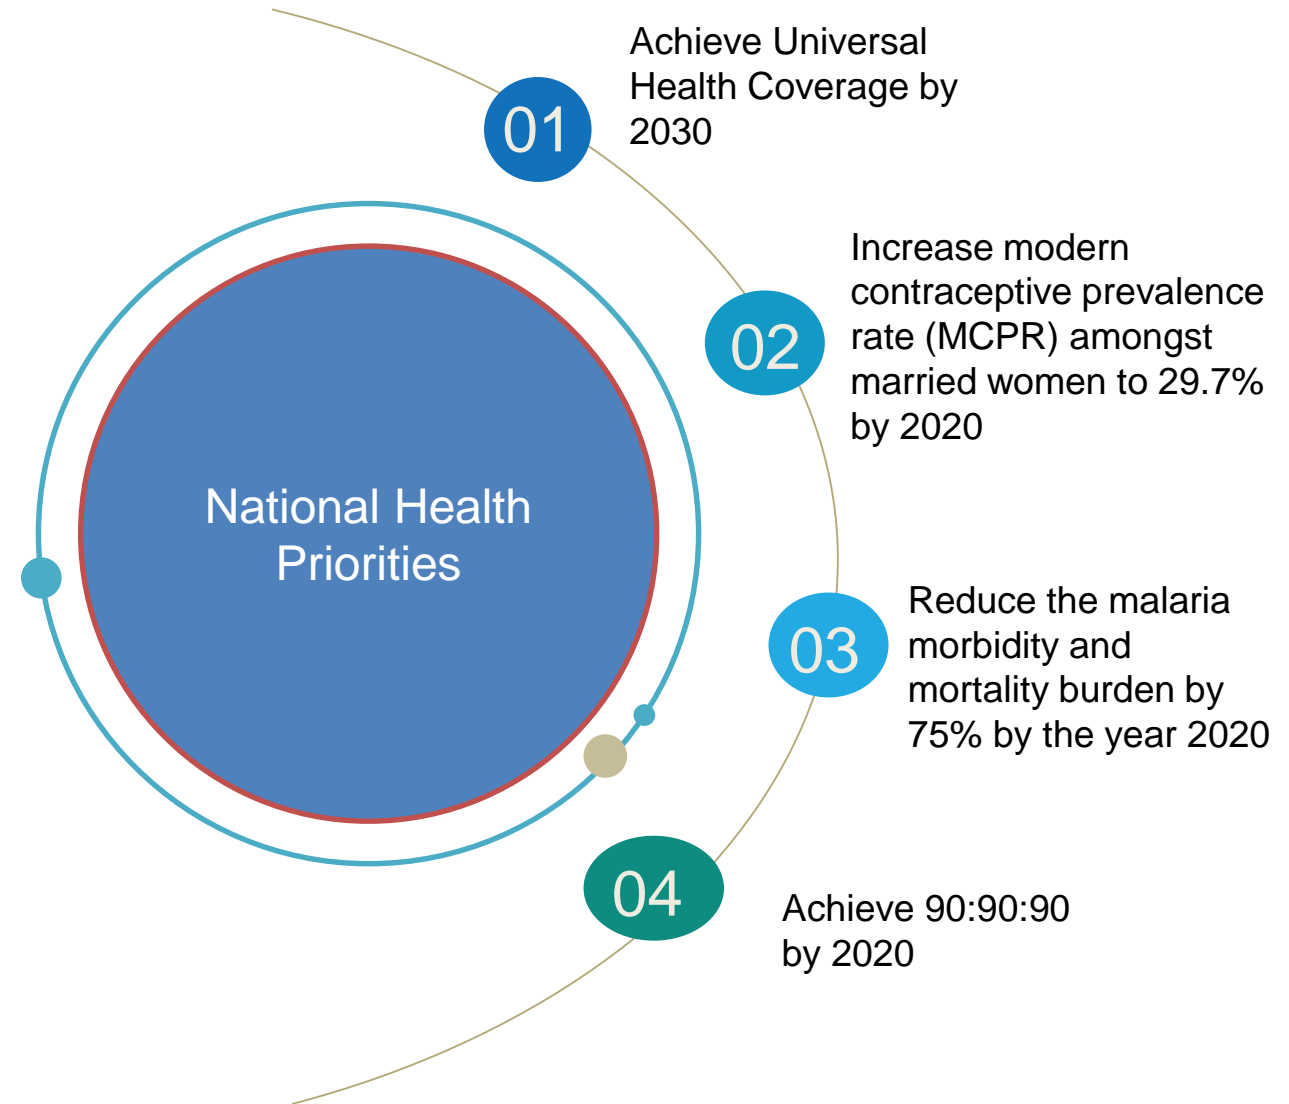 National Health
Priorities
01
Achieve Universal
Health Coverage by
2030
02
Increase modern
contraceptive prevalence
rate (MCPR) amongst
married women to 29.7%
by 2020
03
Reduce the malaria
morbidity and
mortality burden by
75% by the year 2020
04
Achieve 90:90:90
by 2020